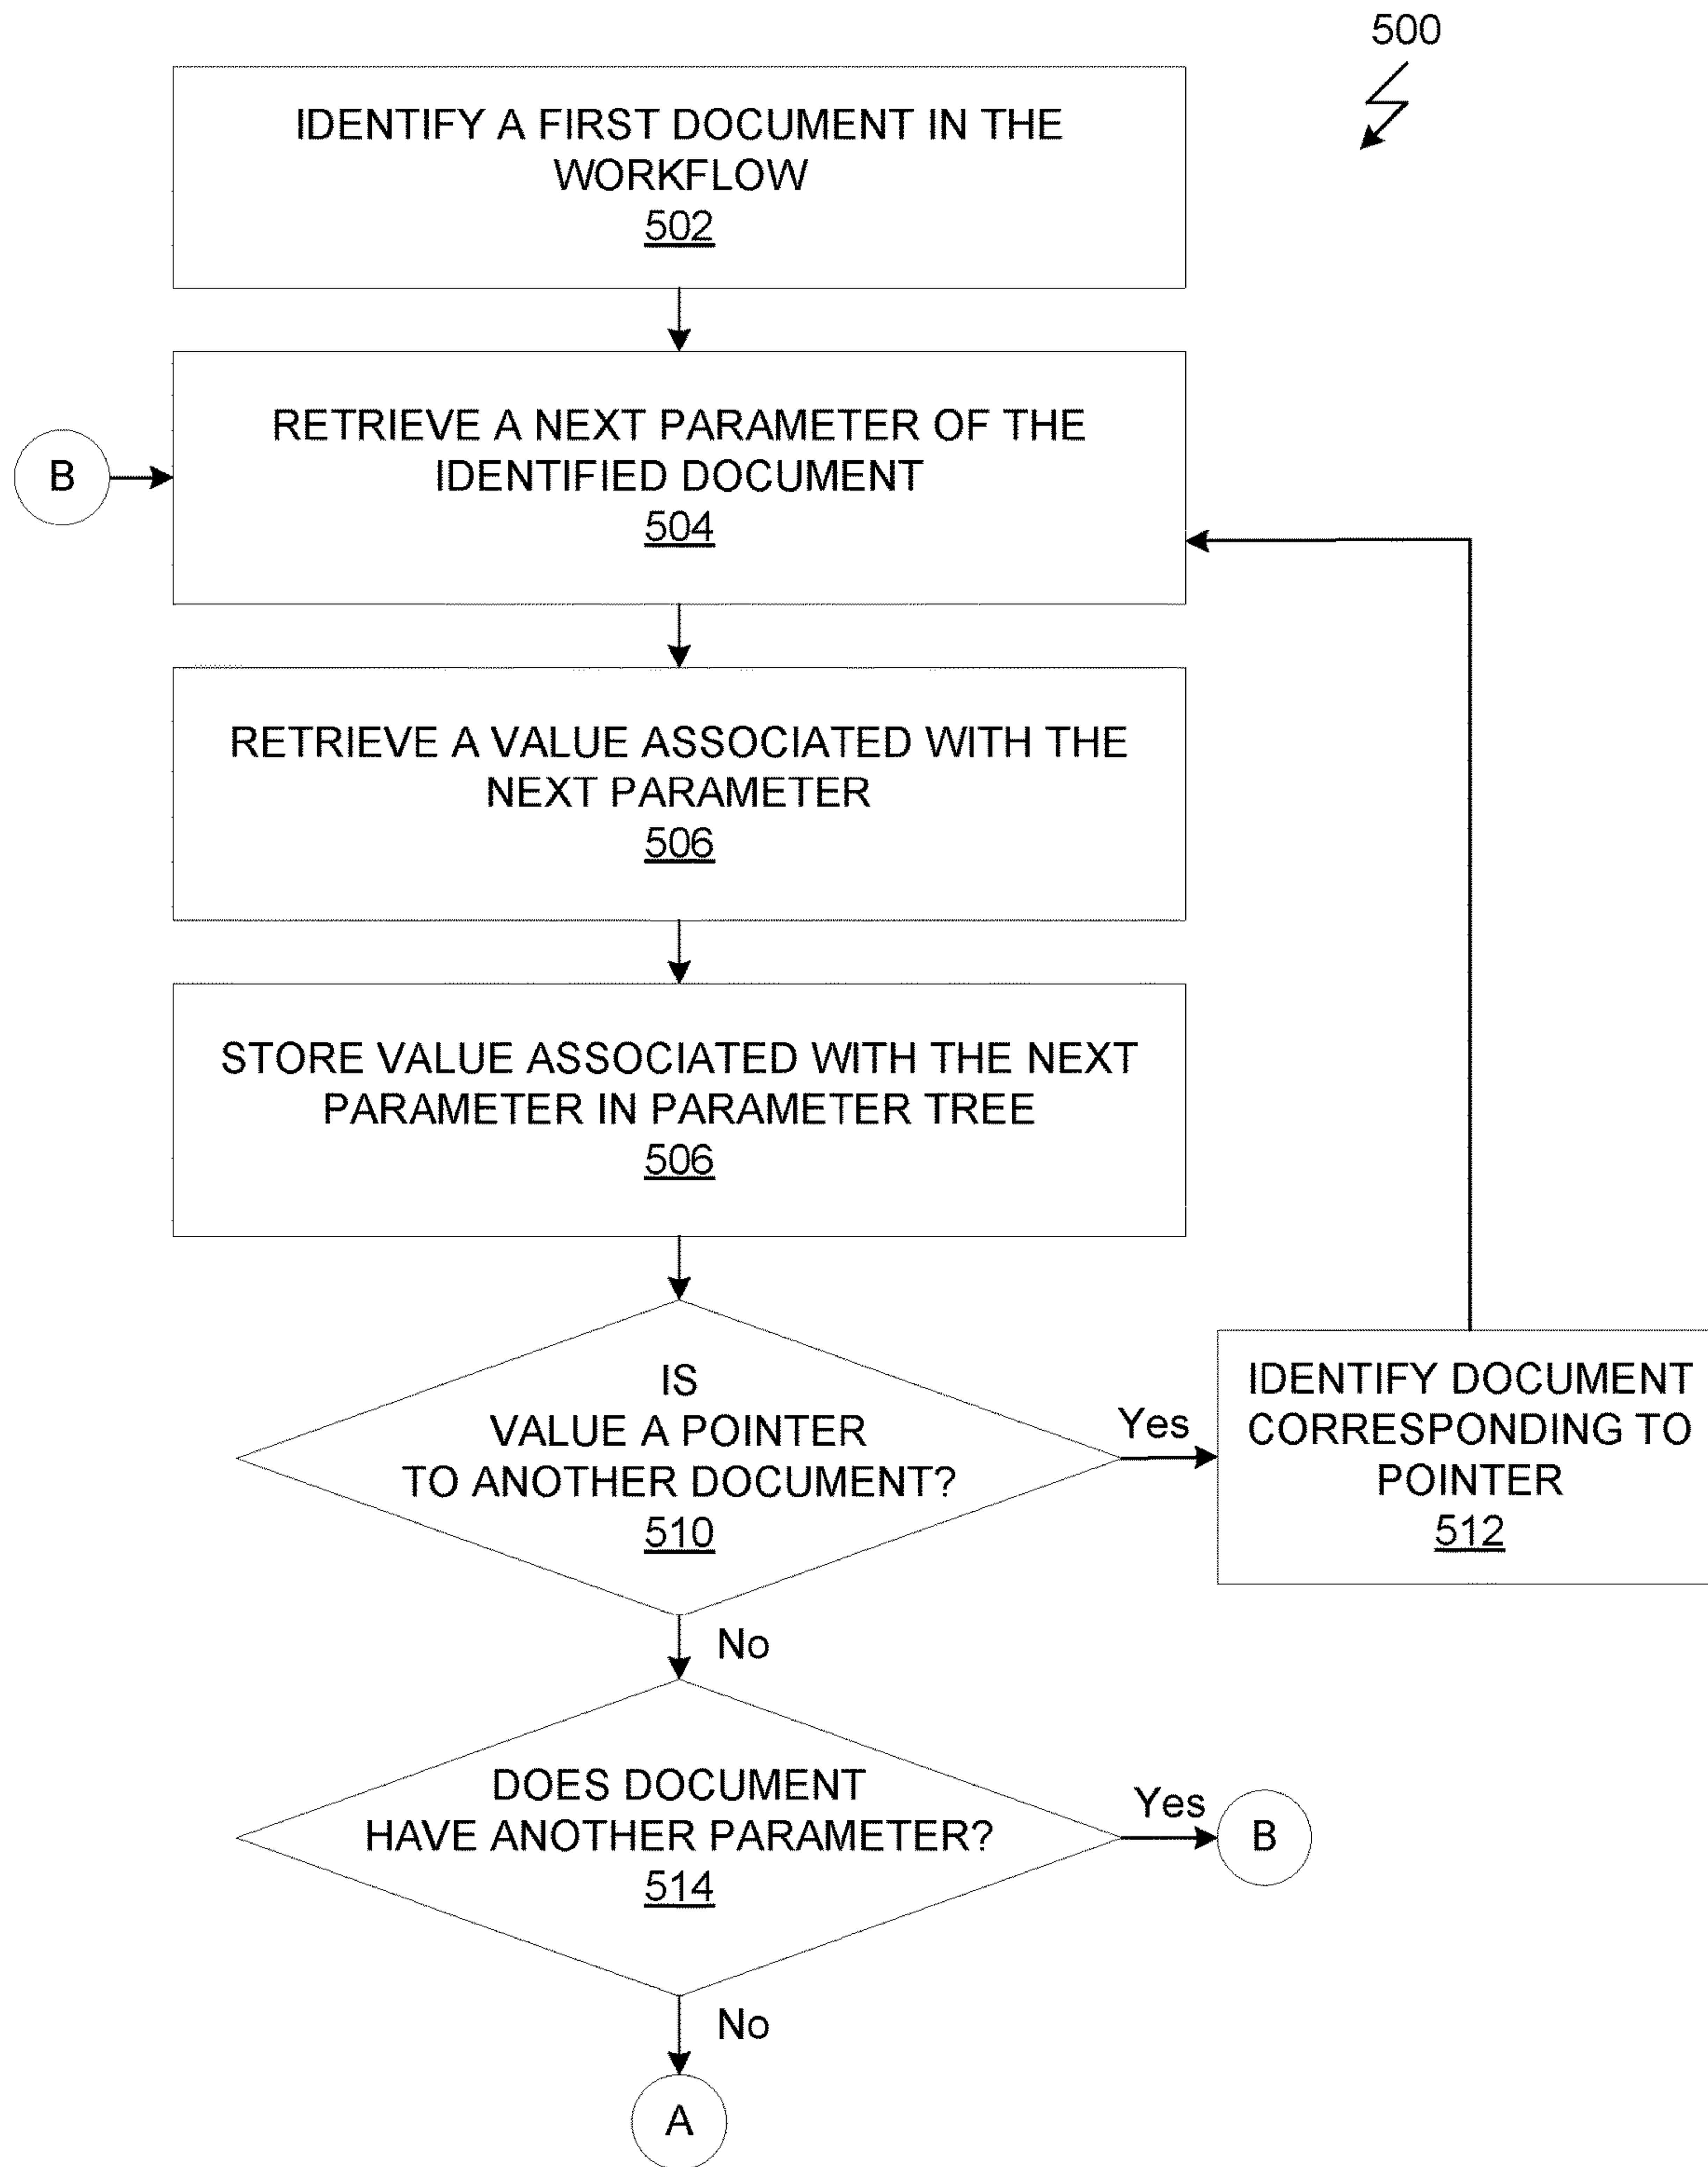 500
IDENTIFY A FIRST DOCUMENT IN THE
WORKFLOW
502
B
RETRIEVE A NEXT PARAMETER OF THE
IDENTIFIED DOCUMENT
504
RETRIEVE A VALUE ASSOCIATED WITH THE
NEXT PARAMETER
506
STORE VALUE ASSOCIATED WITH THE NEXT
PARAMETER IN PARAMETER TREE
506
IS
VALUE A POINTER
TO ANOTHER DOCUMENT?
510
Yes
IDENTIFY DOCUMENT
CORRESPONDING TO
POINTER
512
No
DOES DOCUMENT
HAVE ANOTHER PARAMETER?
514
Yes
B
No
A